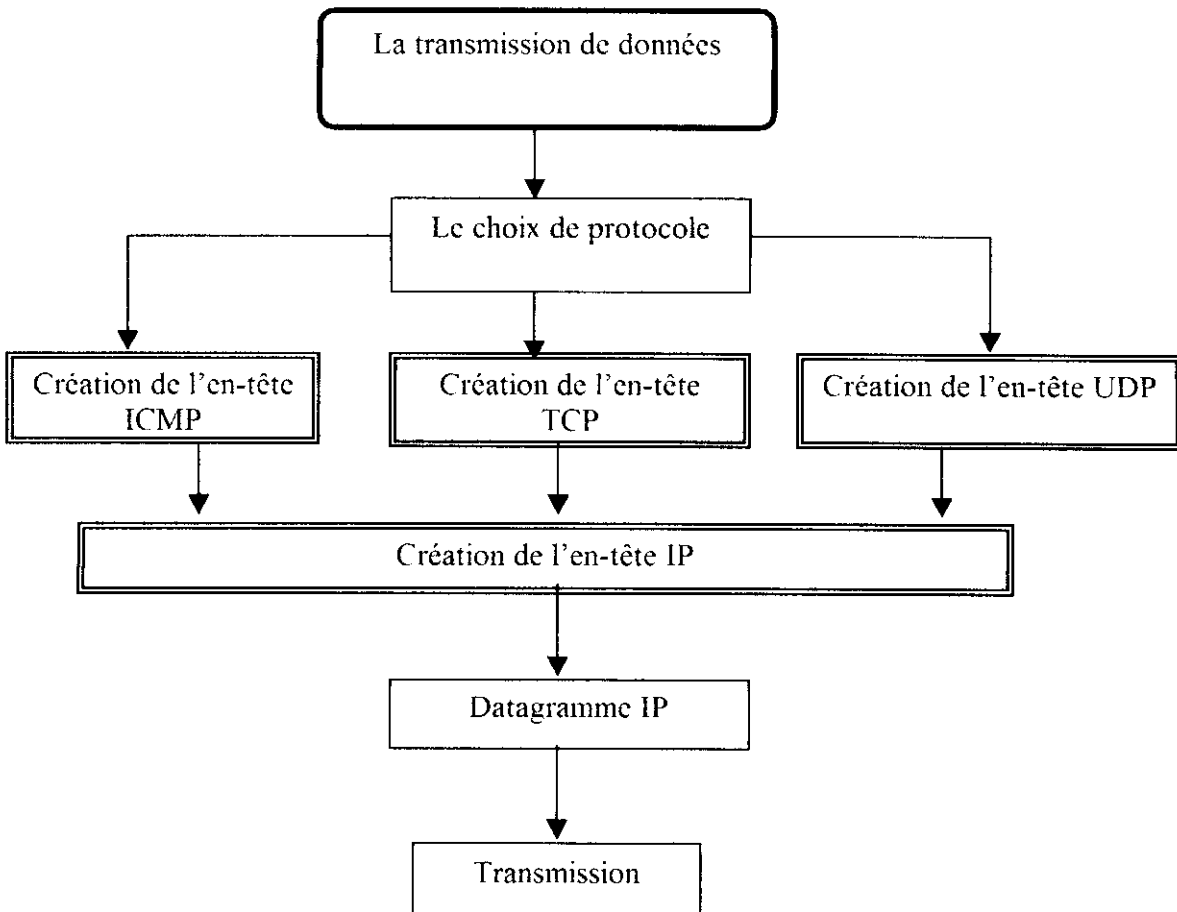 La transmission de données
Le choix de protocole
Création de l'en-tête
ICMP
Création de l'en-tête
TCP
Création de l'en-tête UDP
Création de l'en-tête IP
Datagramme IP
Transmission